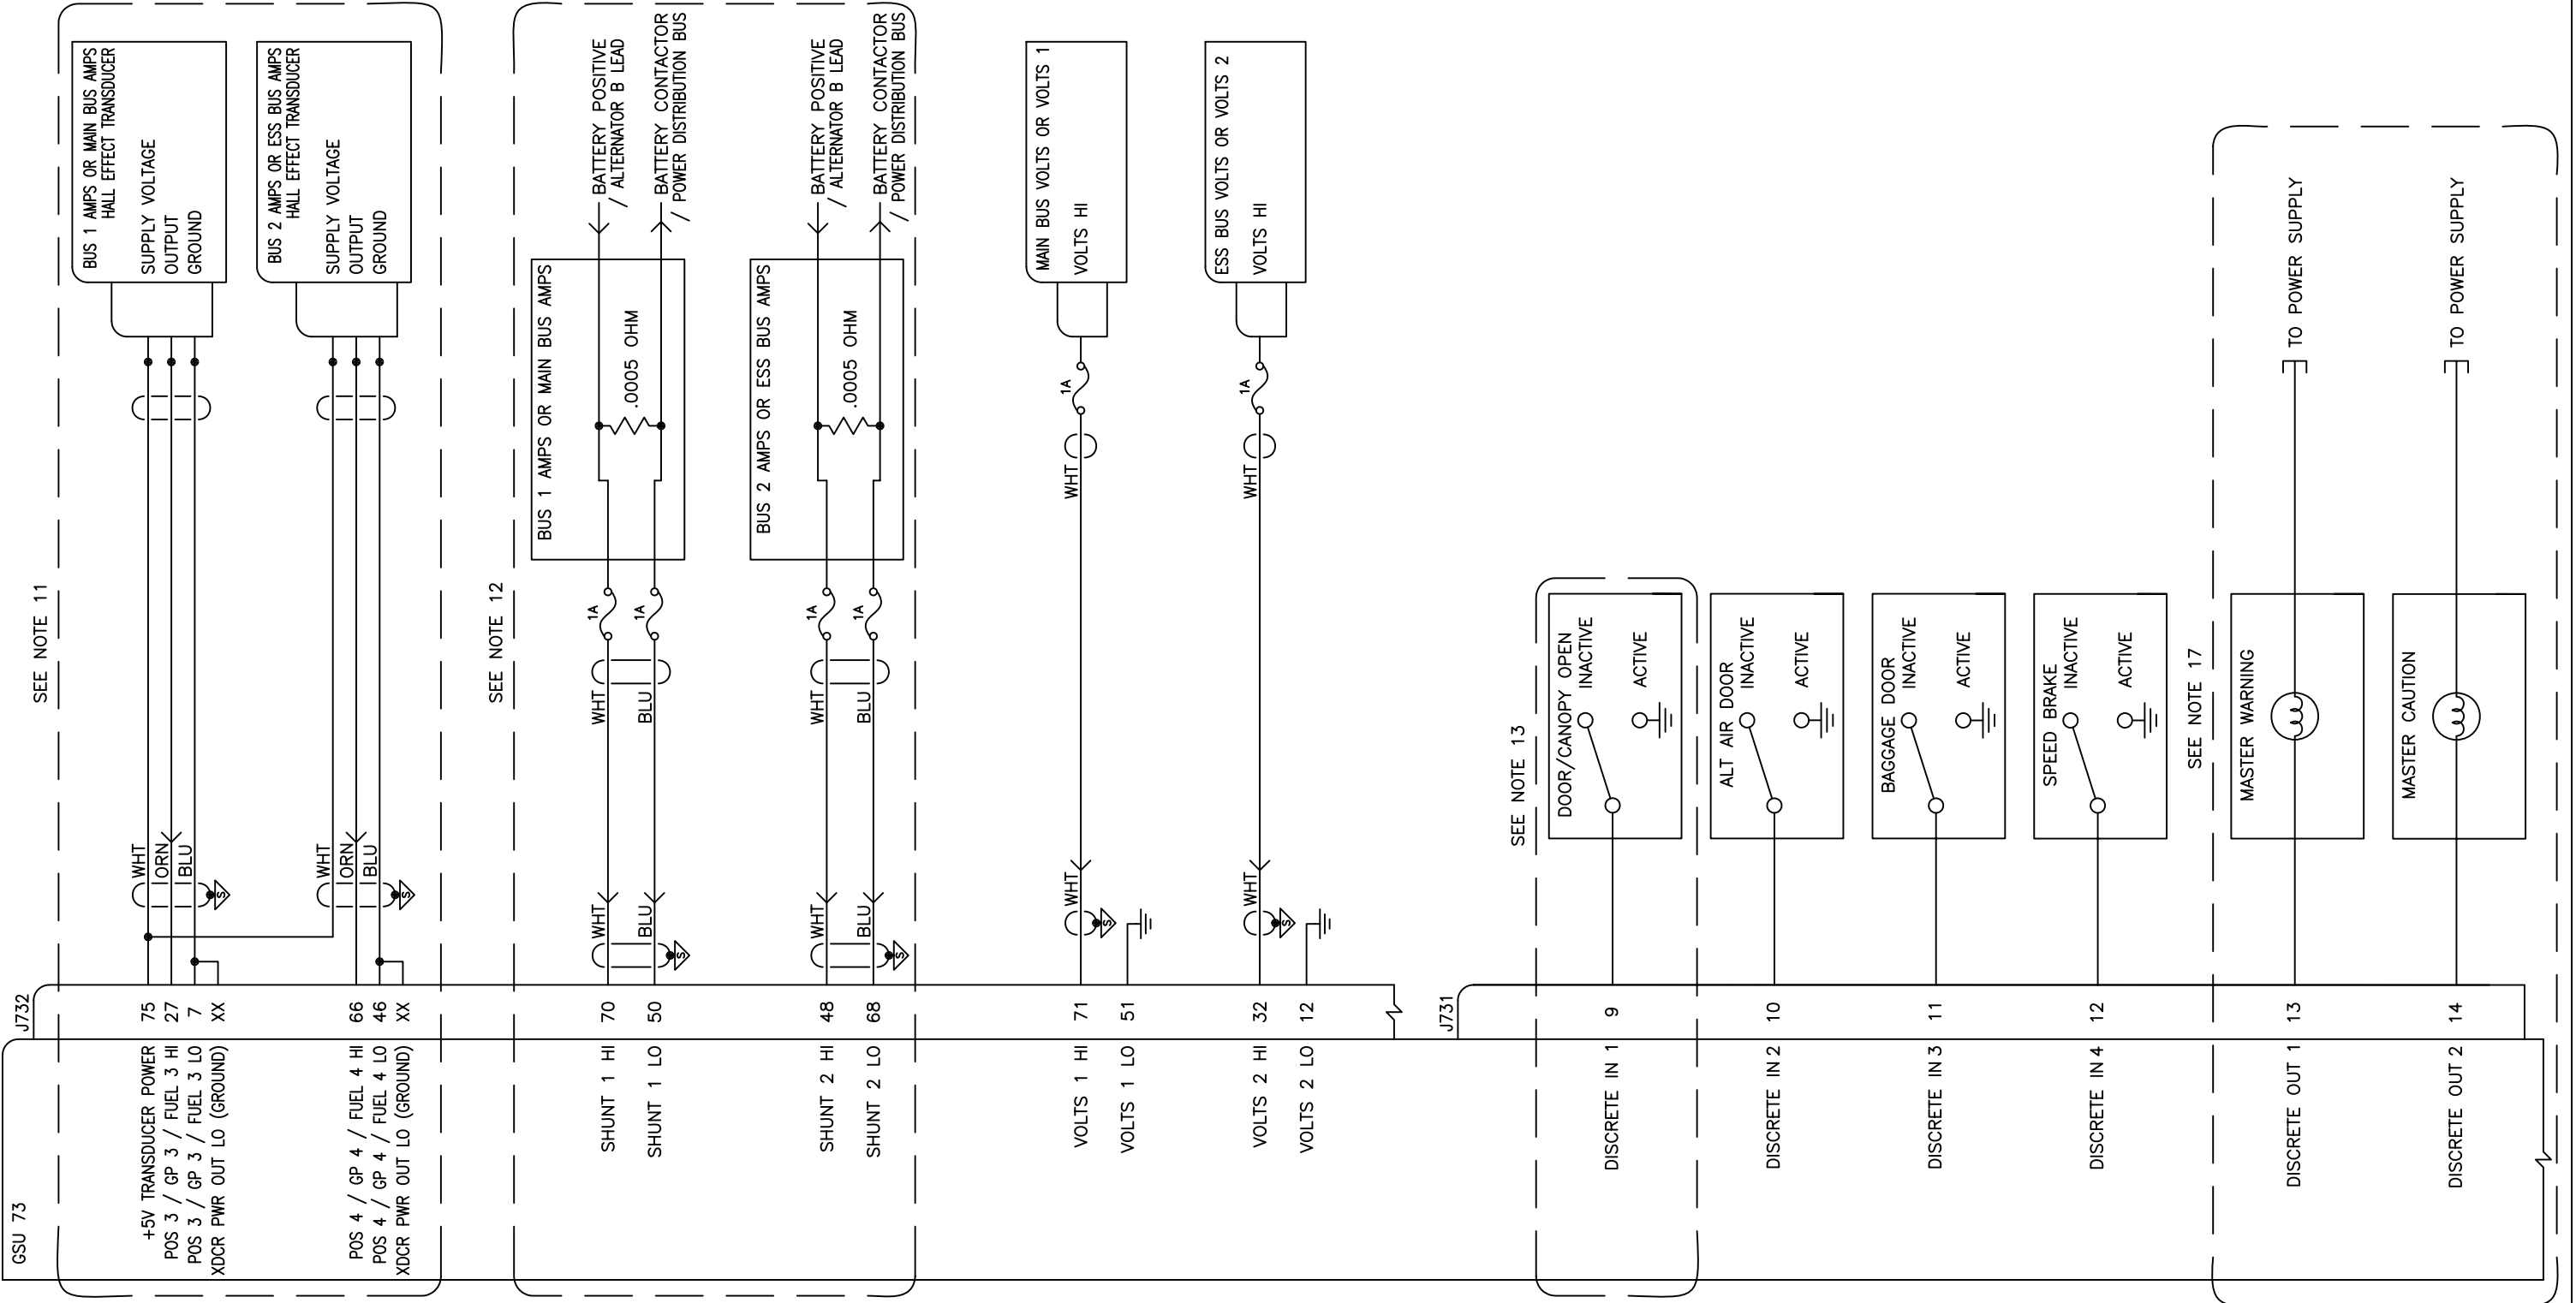 GSU 73
J732
SEE NOTE 11
+5V TRANSDUCER POWER 75 WHT SUPPLY VOLTAGE
POS 3 / GP 3 / FUEL 3 HI 27 ORN OUTPUT
POS 3 / GP 3 / FUEL 3 LO 7 BLU GROUND
XDCR PWR OUT LO (GROUND) XX
S
BUS 1 AMPS OR MAIN BUS AMPS
HALL EFFECT TRANSDUCER
WHT SUPPLY VOLTAGE
POS 4 / GP 4 / FUEL 4 HI 66 ORN OUTPUT
POS 4 / GP 4 / FUEL 4 LO 46 BLU GROUND
XDCR PWR OUT LO (GROUND) XX
S
BUS 2 AMPS OR ESS BUS AMPS
HALL EFFECT TRANSDUCER
SEE NOTE 12
BUS 1 AMPS OR MAIN BUS AMPS
SHUNT 1 HI 70 WHT WHT 1A
SHUNT 1 LO 50 BLU BLU 1A
S
.0005 OHM
BATTERY POSITIVE
/ ALTERNATOR B LEAD
BATTERY CONTACTOR
/ POWER DISTRIBUTION BUS
BUS 2 AMPS OR ESS BUS AMPS
SHUNT 2 HI 48 WHT WHT 1A
SHUNT 2 LO 68 BLU BLU 1A
S
.0005 OHM
BATTERY POSITIVE
/ ALTERNATOR B LEAD
BATTERY CONTACTOR
/ POWER DISTRIBUTION BUS
MAIN BUS VOLTS OR VOLTS 1
VOLTS 1 HI 71 WHT WHT 1A VOLTS HI
S
VOLTS 1 LO 51
ESS BUS VOLTS OR VOLTS 2
VOLTS 2 HI 32 WHT WHT 1A VOLTS HI
S
VOLTS 2 LO 12
J731
SEE NOTE 13
DOOR/CANOPY OPEN
INACTIVE
DISCRETE IN 1 9
ACTIVE
ALT AIR DOOR
INACTIVE
DISCRETE IN 2 10
ACTIVE
BAGGAGE DOOR
INACTIVE
DISCRETE IN 3 11
ACTIVE
SPEED BRAKE
INACTIVE
DISCRETE IN 4 12
ACTIVE
SEE NOTE 17
MASTER WARNING
DISCRETE OUT 1 13 TO POWER SUPPLY
MASTER CAUTION
DISCRETE OUT 2 14 TO POWER SUPPLY